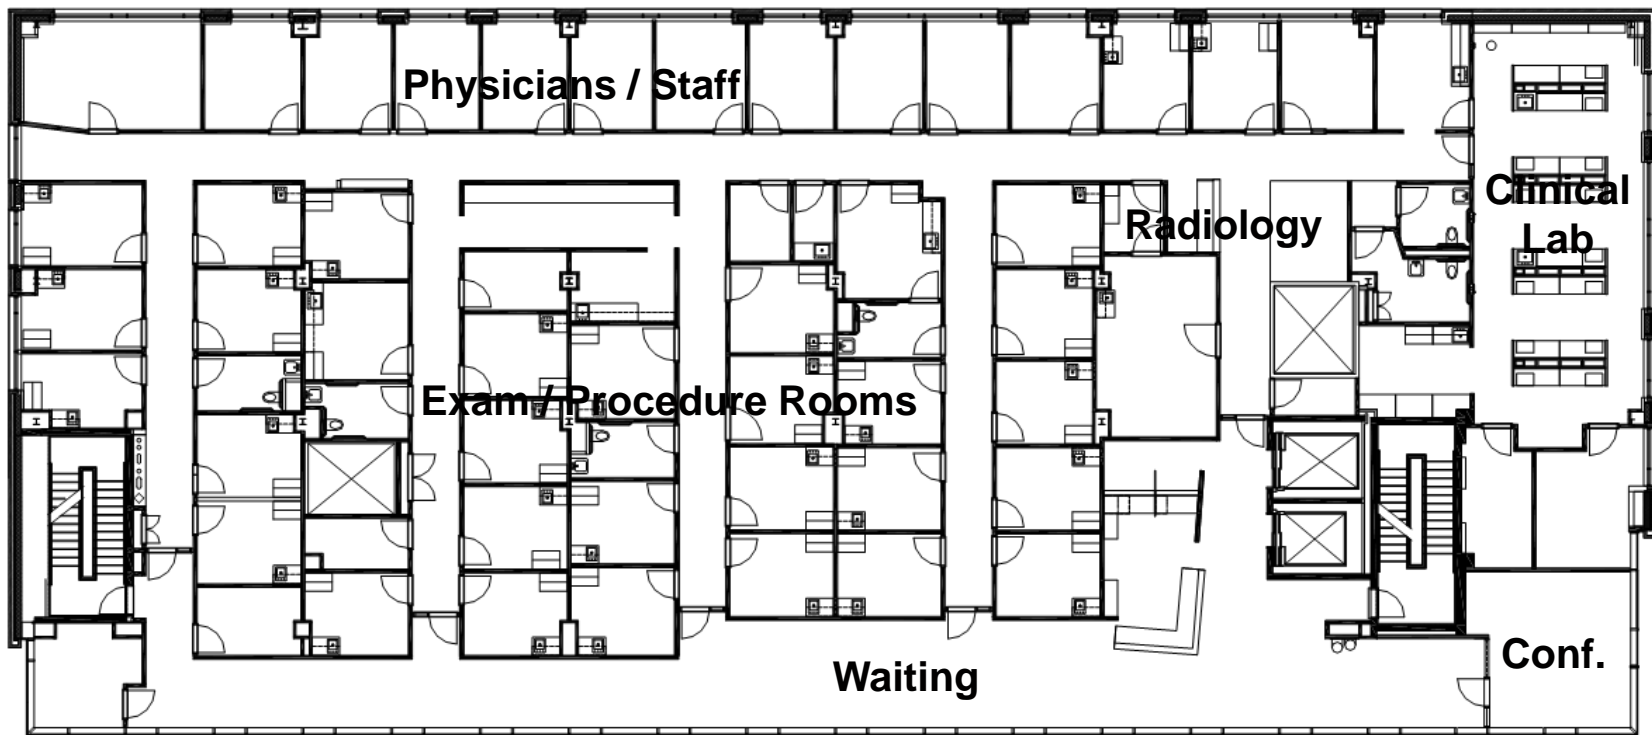 Physicians / Staff
Clinical
Lab
Radiology
Exam / Procedure Rooms
Waiting
Conf.